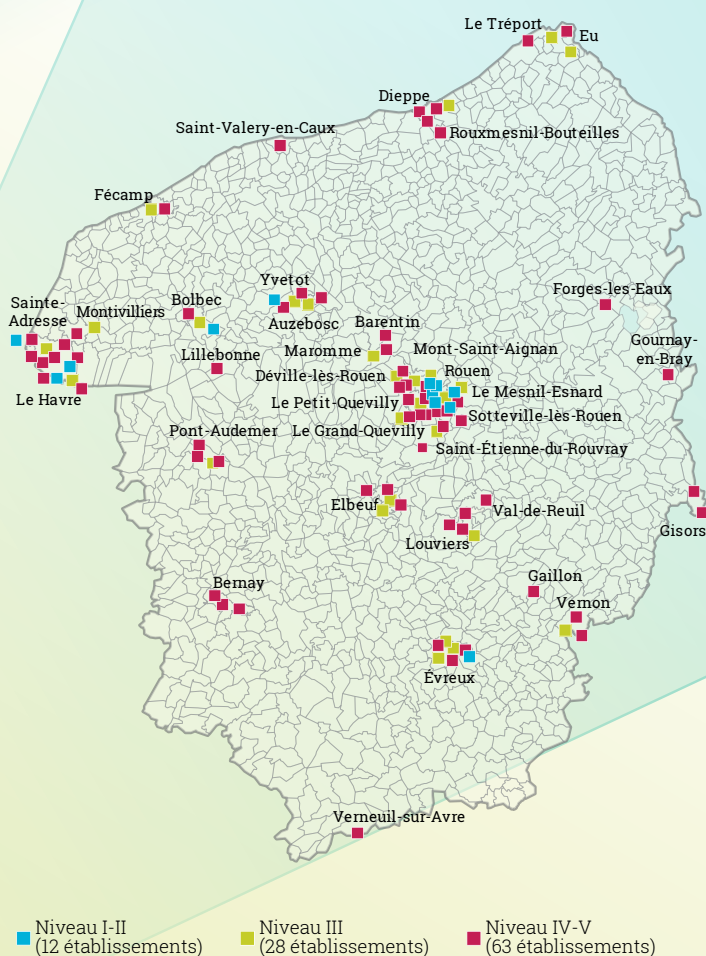 Le Tréport
Eu
Dieppe
Saint-Valery-en-Caux
Rouxmesnil-Bouteilles
Fécamp
Yvetot
Forges-les-Eaux
Sainte-
Adresse
Montivilliers
Bolbec
Auzebosc
Barentin
Gournay-
en-Bray
Lillebonne
Maromme
Mont-Saint-Aignan
Déville-lès-Rouen
Rouen
Le Havre
Le Petit-Quevilly
Le Mesnil-Esnard
Sotteville-lès-Rouen
Pont-Audemer
Le Grand-Quevilly
Saint-Étienne-du-Rouvray
Elbeuf
Val-de-Reuil
Louviers
Gisors
Bernay
Gaillon
Vernon
Évreux
Verneuil-sur-Avre
Niveau I-II
(12 établissements)
Niveau III
(28 établissements)
Niveau IV-V
(63 établissements)